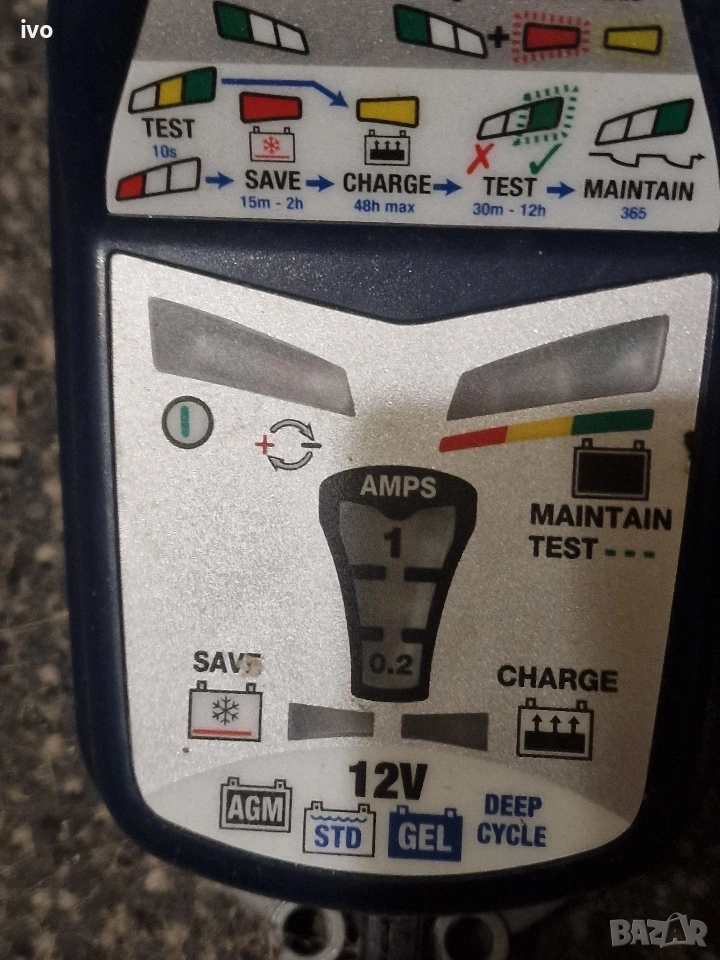 ivo
+
TEST
10s
SAVE
15m - 2h
CHARGE
48h max
TEST
30m - 12h
MAINTAIN
365
+ -
AMPS
1
0.2
MAINTAIN
TEST ---
SAVE
CHARGE
12V
AGM
STD
GEL
DEEP
CYCLE
BAZAR